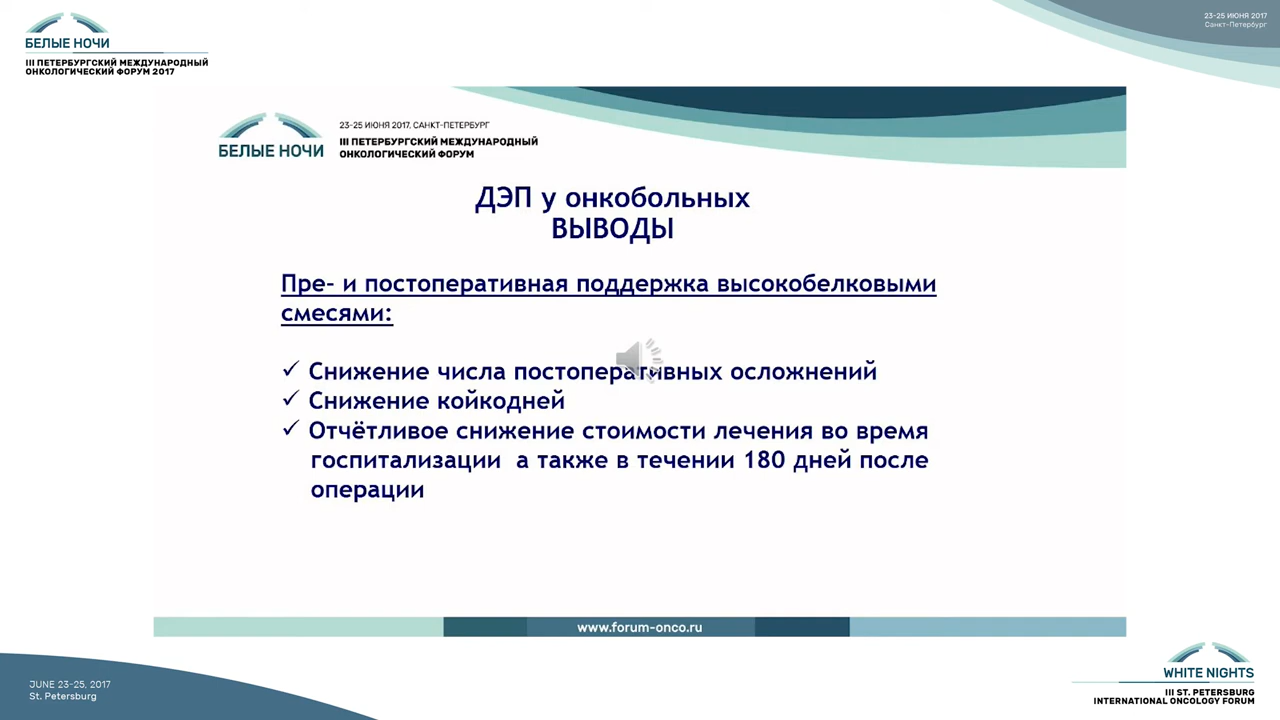 БЕЛЫЕ НОЧИ
III ПЕТЕРБУРГСКИЙ МЕЖДУНАРОДНЫЙ
ОНКОЛОГИЧЕСКИЙ ФОРУМ 2017
23-25 ИЮНЯ 2017
Санкт-Петербург
БЕЛЫЕ НОЧИ
23-25 ИЮНЯ 2017, САНКТ-ПЕТЕРБУРГ
III ПЕТЕРБУРГСКИЙ МЕЖДУНАРОДНЫЙ
ОНКОЛОГИЧЕСКИЙ ФОРУМ
ДЭП у онкобольных
ВЫВОДЫ
Пре- и постоперативная поддержка высокобелковыми
смесями:
✓ Снижение числа постоперативных осложнений
✓ Снижение койкодней
✓ Отчётливое снижение стоимости лечения во время
госпитализации а также в течении 180 дней после
операции
www.forum-onco.ru
JUNE 23-25, 2017
St. Petersburg
WHITE NIGHTS
III ST. PETERSBURG
INTERNATIONAL ONCOLOGY FORUM